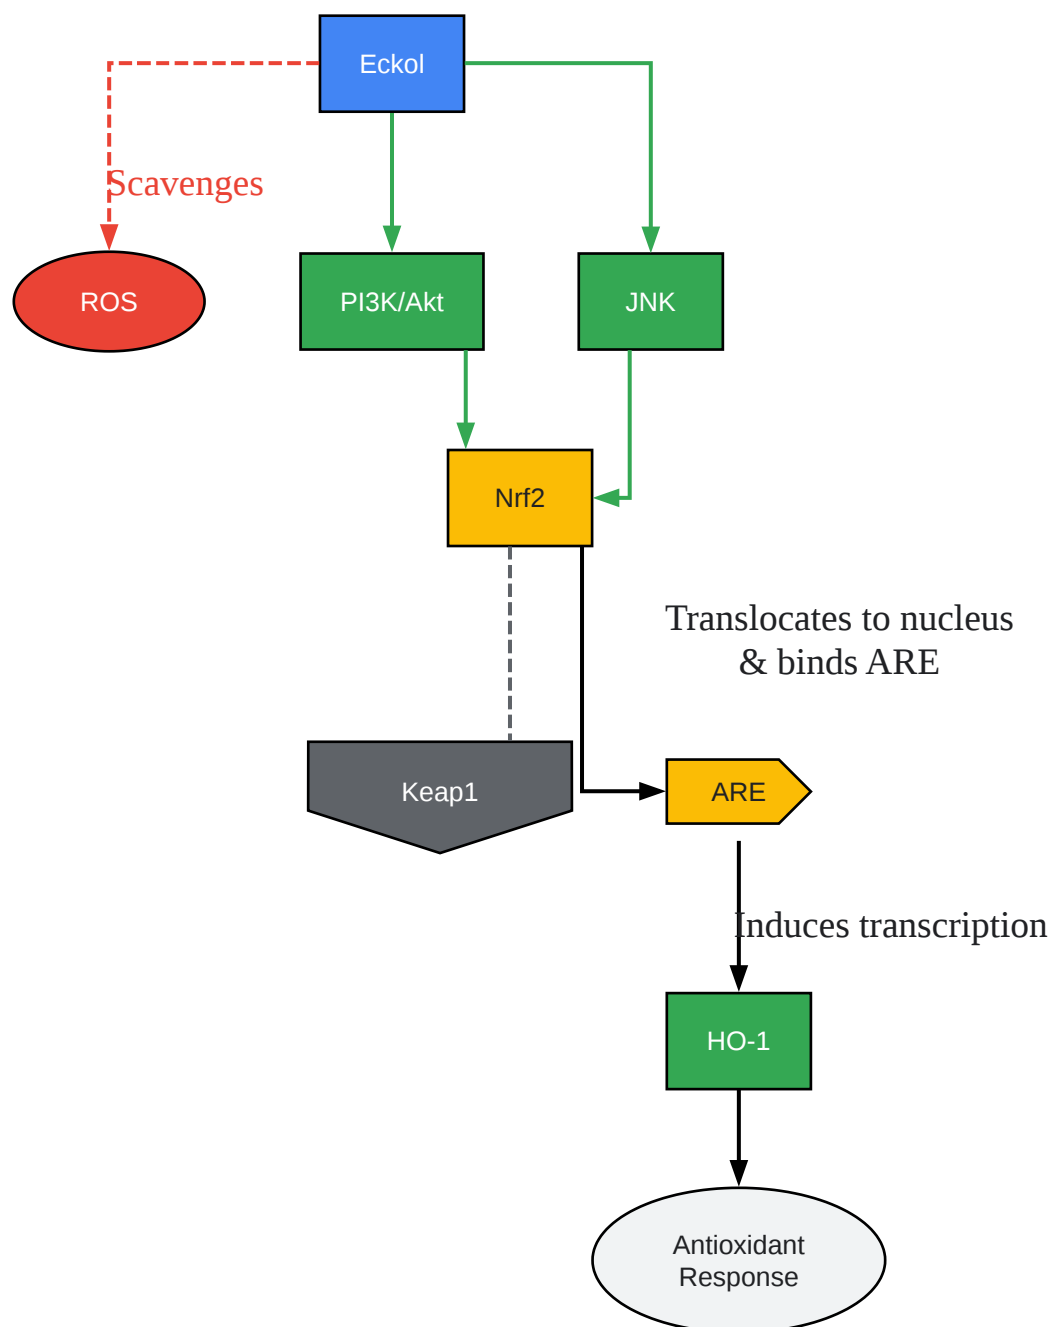 Eckol
Scavenges
ROS
PI3K/Akt
JNK
Nrf2
Translocates to nucleus
& binds ARE
Keap1
ARE
Induces transcription
HO-1
Antioxidant
Response